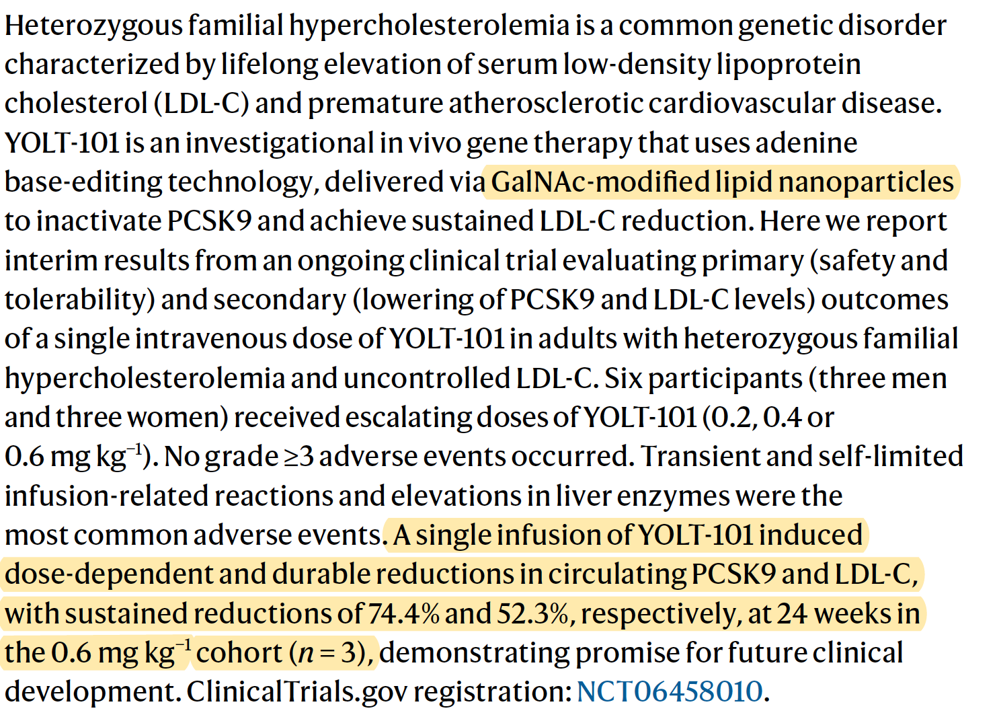 Heterozygous familial hypercholesterolemia is a common genetic disorder
characterized by lifelong elevation of serum low-density lipoprotein
cholesterol (LDL-C) and premature atherosclerotic cardiovascular disease.
YOLT-101 is an investigational in vivo gene therapy that uses adenine
base-editing technology, delivered via GalNAc-modified lipid nanoparticles
to inactivate PCSK9 and achieve sustained LDL-C reduction. Here we report
interim results from an ongoing clinical trial evaluating primary (safety and
tolerability) and secondary (lowering of PCSK9 and LDL-C levels) outcomes
of a single intravenous dose of YOLT-101 in adults with heterozygous familial
hypercholesterolemia and uncontrolled LDL-C. Six participants (three men
and three women) received escalating doses of YOLT-101 (0.2, 0.4 or
0.6 mg kg⁻¹). No grade ≥3 adverse events occurred. Transient and self-limited
infusion-related reactions and elevations in liver enzymes were the
most common adverse events. A single infusion of YOLT-101 induced
dose-dependent and durable reductions in circulating PCSK9 and LDL-C,
with sustained reductions of 74.4% and 52.3%, respectively, at 24 weeks in
the 0.6 mg kg⁻¹ cohort (n = 3), demonstrating promise for future clinical
development. ClinicalTrials.gov registration: NCT06458010.